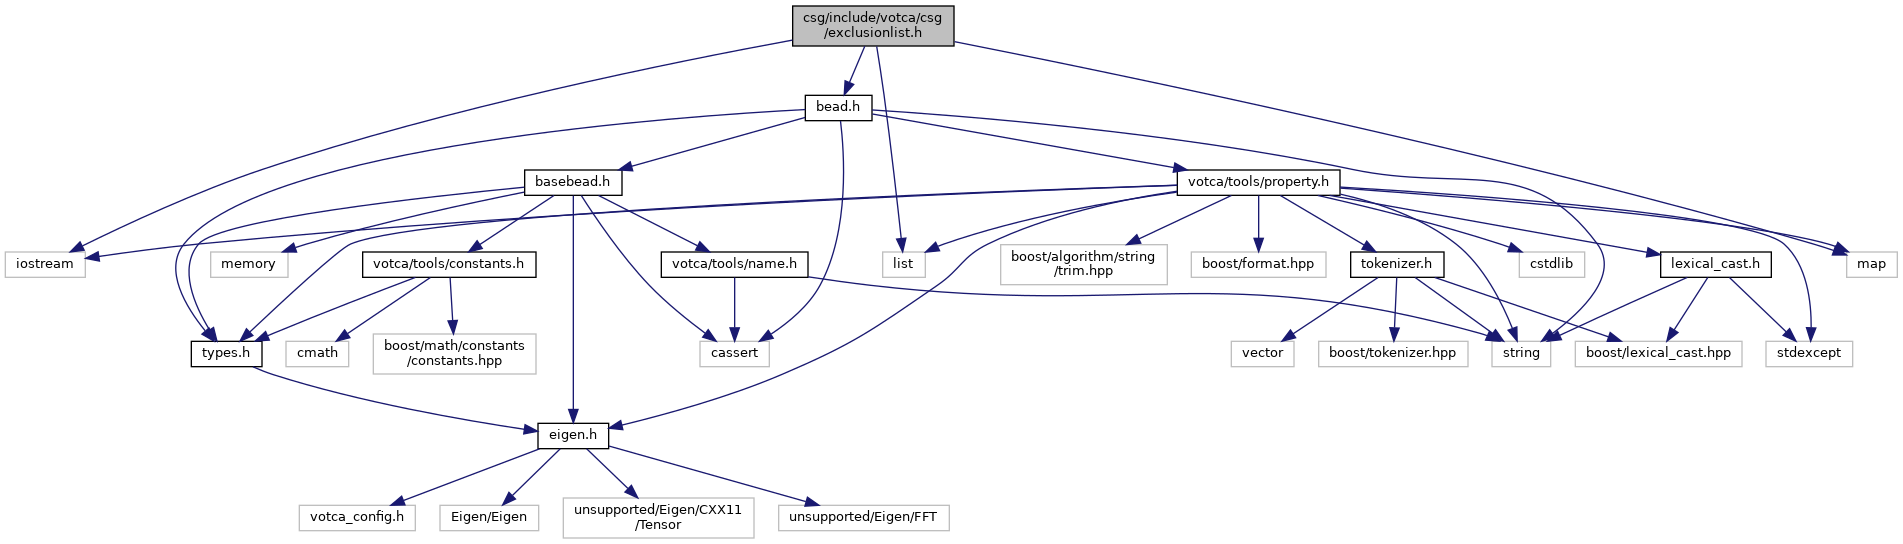 csg/include/votca/csg
/exclusionlist.h
bead.h
basebead.h
votca/tools/property.h
iostream
memory
votca/tools/constants.h
votca/tools/name.h
list
boost/algorithm/string
/trim.hpp
boost/format.hpp
tokenizer.h
cstdlib
lexical_cast.h
map
types.h
cmath
boost/math/constants
/constants.hpp
cassert
vector
boost/tokenizer.hpp
string
boost/lexical_cast.hpp
stdexcept
eigen.h
votca_config.h
Eigen/Eigen
unsupported/Eigen/CXX11
/Tensor
unsupported/Eigen/FFT